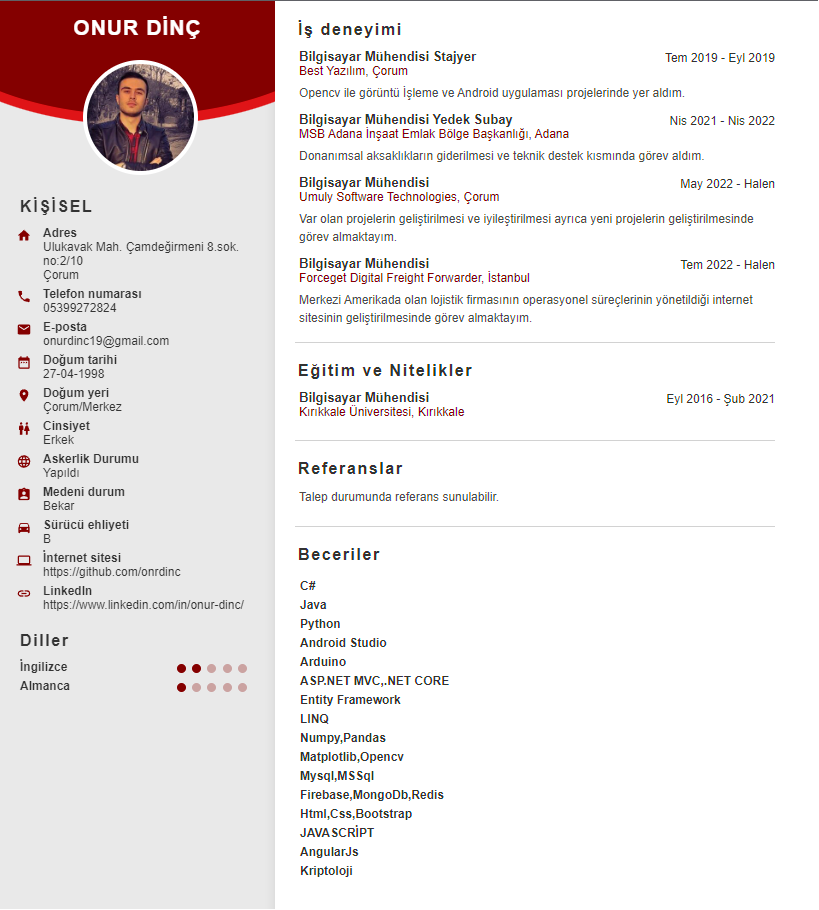 ONUR DİNÇ
KİŞİSEL
Adres
Ulukavak Mah. Çamdeğirmeni 8.sok.
no:2/10
Çorum
Telefon numarası
05399272824
E-posta
onurdinc19@gmail.com
Doğum tarihi
27-04-1998
Doğum yeri
Çorum/Merkez
Cinsiyet
Erkek
Askerlik Durumu
Yapıldı
Medeni durum
Bekar
Sürücü ehliyeti
B
İnternet sitesi
https://github.com/onrdinc
LinkedIn
https://www.linkedin.com/in/onur-dinc/
Diller
İngilizce
Almanca
İş deneyimi
Bilgisayar Mühendisi Stajyer Tem 2019 - Eyl 2019
Best Yazılım, Çorum
Opencv ile görüntü İşleme ve Android uygulaması projelerinde yer aldım.
Bilgisayar Mühendisi Yedek Subay Nis 2021 - Nis 2022
MSB Adana İnşaat Emlak Bölge Başkanlığı, Adana
Donanımsal aksaklıkların giderilmesi ve teknik destek kısmında görev aldım.
Bilgisayar Mühendisi May 2022 - Halen
Umuly Software Technologies, Çorum
Var olan projelerin geliştirilmesi ve iyileştirilmesi ayrıca yeni projelerin geliştirilmesinde
görev almaktayım.
Bilgisayar Mühendisi Tem 2022 - Halen
Forceget Digital Freight Forwarder, İstanbul
Merkezi Amerikada olan lojistik firmasının operasyonel süreçlerinin yönetildiği internet
sitesinin geliştirilmesinde görev almaktayım.
Eğitim ve Nitelikler
Bilgisayar Mühendisi Eyl 2016 - Şub 2021
Kırıkkale Üniversitesi, Kırıkkale
Referanslar
Talep durumunda referans sunulabilir.
Beceriler
C#
Java
Python
Android Studio
Arduino
ASP.NET MVC,.NET CORE
Entity Framework
LINQ
Numpy,Pandas
Matplotlib,Opencv
Mysql,MSSql
Firebase,MongoDb,Redis
Html,Css,Bootstrap
JAVASCRİPT
AngularJs
Kriptoloji